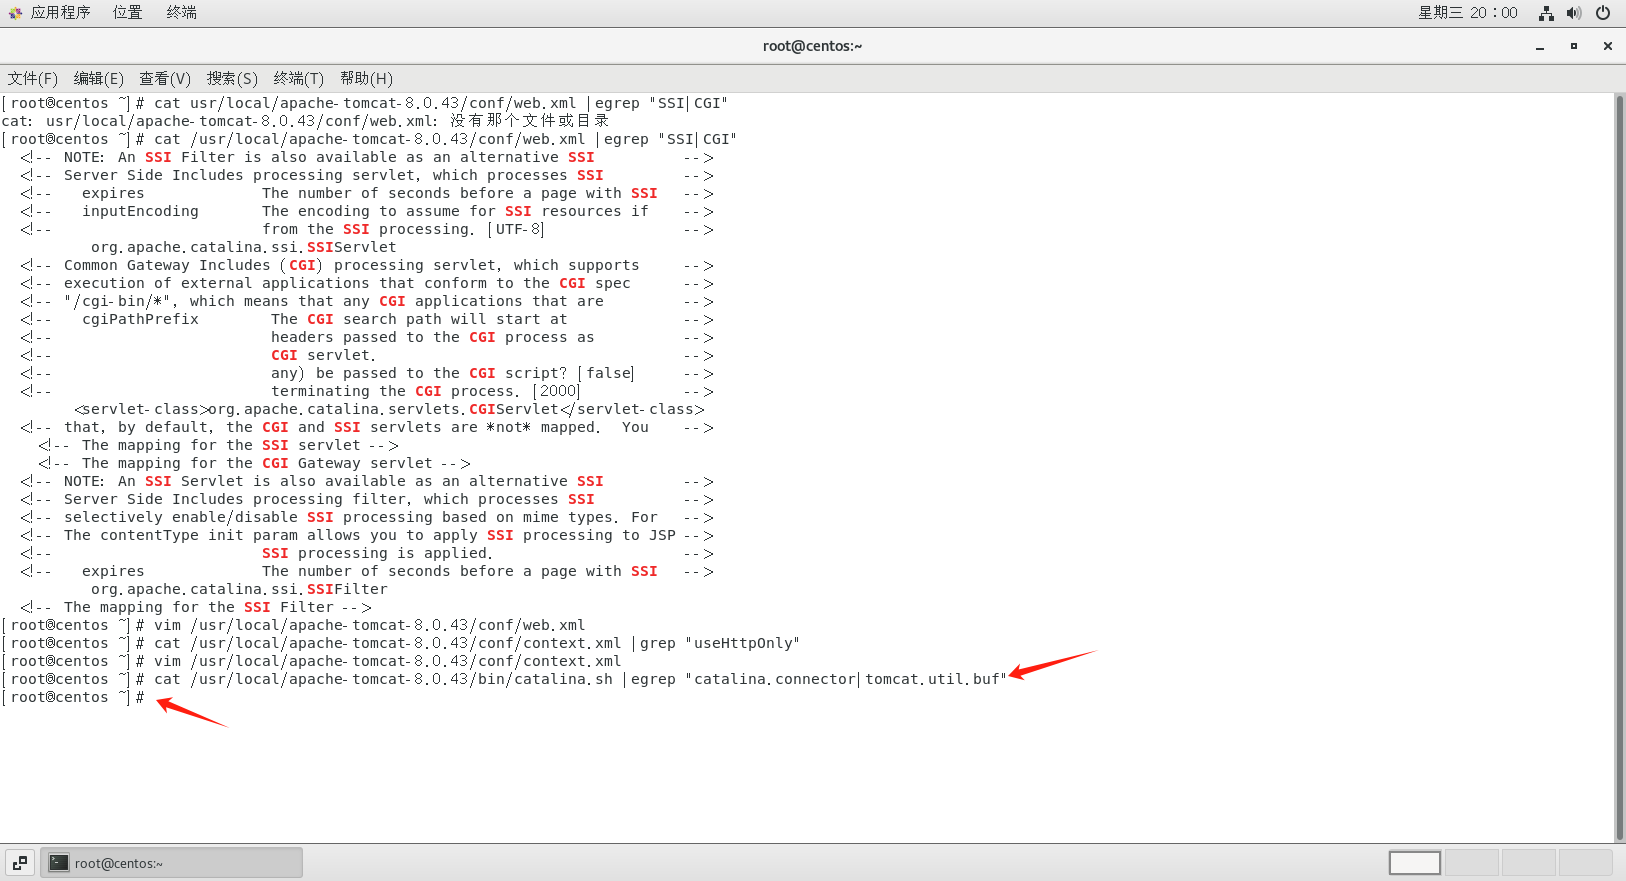 应用程序 位置 终端 星期三 20：00
root@centos:~
文件(F) 编辑(E) 查看(V) 搜索(S) 终端(T) 帮助(H)
[root@centos ~]# cat usr/local/apache-tomcat-8.0.43/conf/web.xml |egrep "SSI|CGI"
cat: usr/local/apache-tomcat-8.0.43/conf/web.xml: 没有那个文件或目录
[root@centos ~]# cat /usr/local/apache-tomcat-8.0.43/conf/web.xml |egrep "SSI|CGI"
  <!-- NOTE: An SSI Filter is also available as an alternative SSI          -->
  <!-- Server Side Includes processing servlet, which processes SSI         -->
  <!--   expires             The number of seconds before a page with SSI   -->
  <!--   inputEncoding       The encoding to assume for SSI resources if    -->
  <!--                       from the SSI processing. [UTF-8]               -->
          org.apache.catalina.ssi.SSIServlet
  <!-- Common Gateway Includes (CGI) processing servlet, which supports     -->
  <!-- execution of external applications that conform to the CGI spec      -->
  <!-- "/cgi-bin/*", which means that any CGI applications that are         -->
  <!--   cgiPathPrefix        The CGI search path will start at             -->
  <!--                        headers passed to the CGI process as          -->
  <!--                        CGI servlet.                                  -->
  <!--                        any) be passed to the CGI script? [false]     -->
  <!--                        terminating the CGI process. [2000]           -->
        <servlet-class>org.apache.catalina.servlets.CGIServlet</servlet-class>
  <!-- that, by default, the CGI and SSI servlets are *not* mapped.  You    -->
    <!-- The mapping for the SSI servlet -->
    <!-- The mapping for the CGI Gateway servlet -->
  <!-- NOTE: An SSI Servlet is also available as an alternative SSI         -->
  <!-- Server Side Includes processing filter, which processes SSI          -->
  <!-- selectively enable/disable SSI processing based on mime types. For   -->
  <!-- The contentType init param allows you to apply SSI processing to JSP -->
  <!--                       SSI processing is applied.                     -->
  <!--   expires             The number of seconds before a page with SSI   -->
          org.apache.catalina.ssi.SSIFilter
  <!-- The mapping for the SSI Filter -->
[root@centos ~]# vim /usr/local/apache-tomcat-8.0.43/conf/web.xml
[root@centos ~]# cat /usr/local/apache-tomcat-8.0.43/conf/context.xml |grep "useHttpOnly"
[root@centos ~]# vim /usr/local/apache-tomcat-8.0.43/conf/context.xml
[root@centos ~]# cat /usr/local/apache-tomcat-8.0.43/bin/catalina.sh |egrep "catalina.connector|tomcat.util.buf"
[root@centos ~]#
root@centos:~